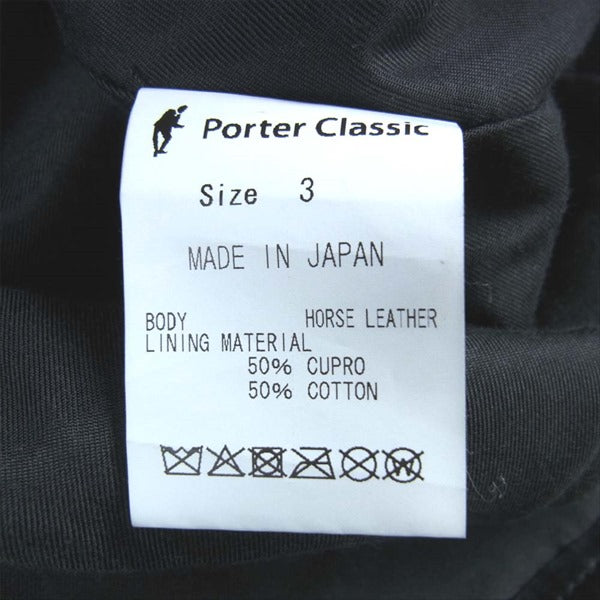 Porter Classic
Size 3
MADE IN JAPAN
BODY HORSE LEATHER
LINING MATERIAL
50% CUPRO
50% COTTON
W